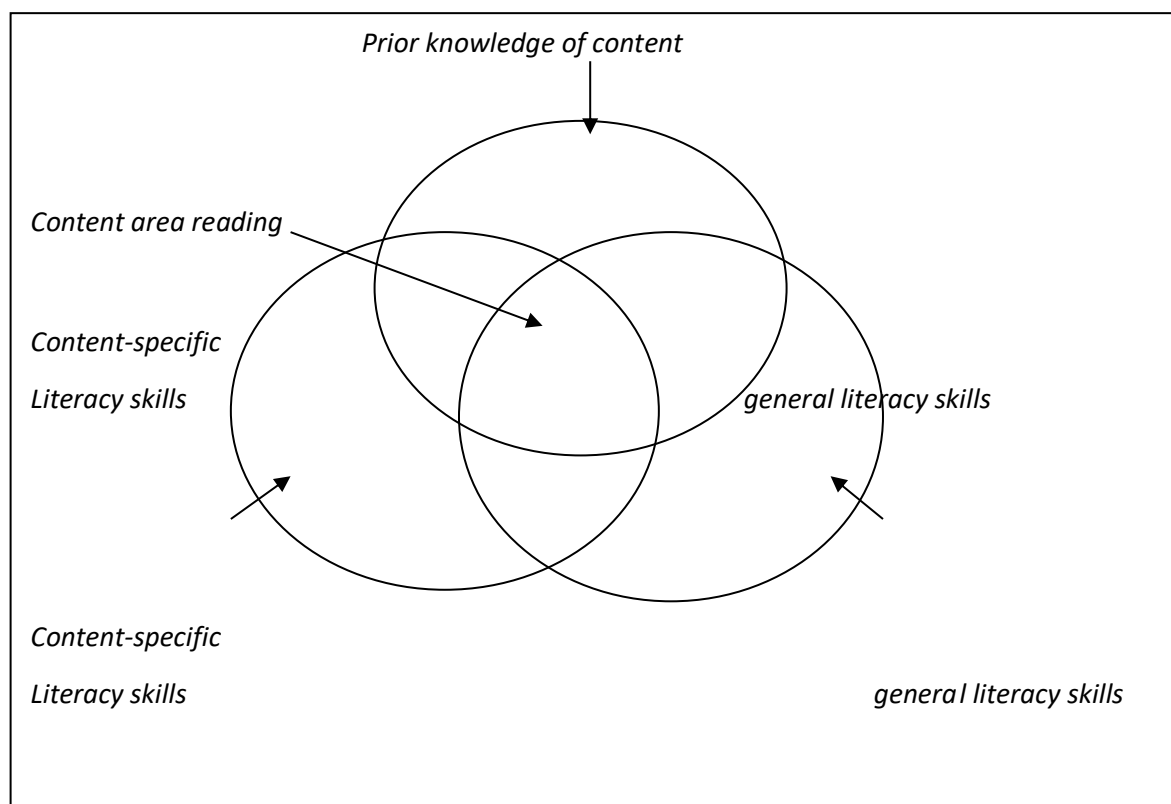 Prior knowledge of content
Content area reading
Content-specific
Literacy skills
general literacy skills
Content-specific
Literacy skills
general literacy skills